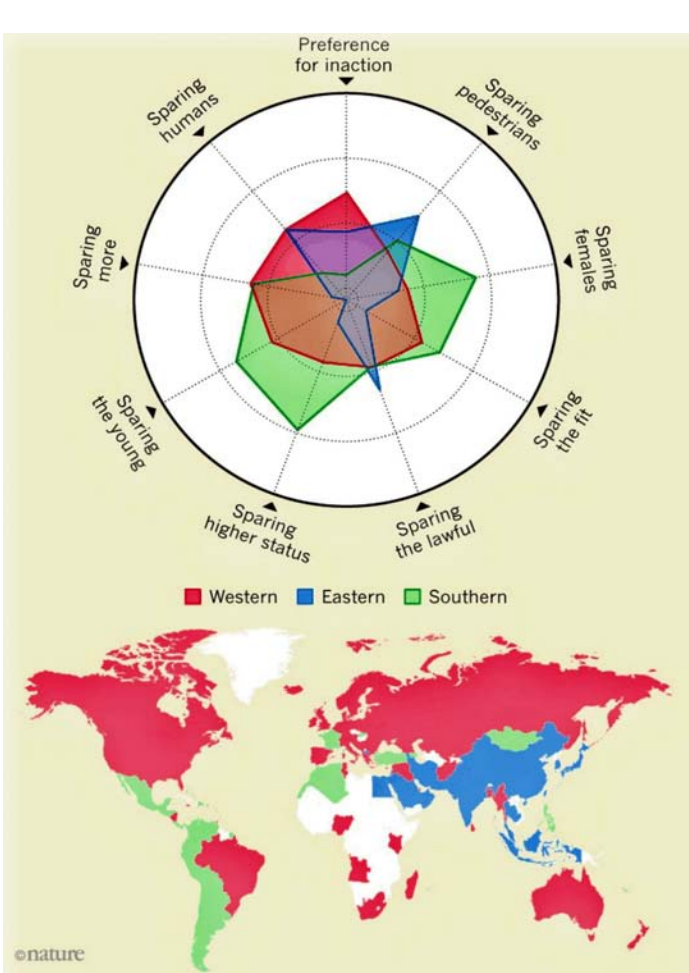 Preference
for inaction
Sparing
pedestrians
Sparing
females
Sparing
the fit
Sparing
the lawful
Sparing
higher status
Sparing
the young
Sparing
more
Sparing
humans
Western Eastern Southern
©nature